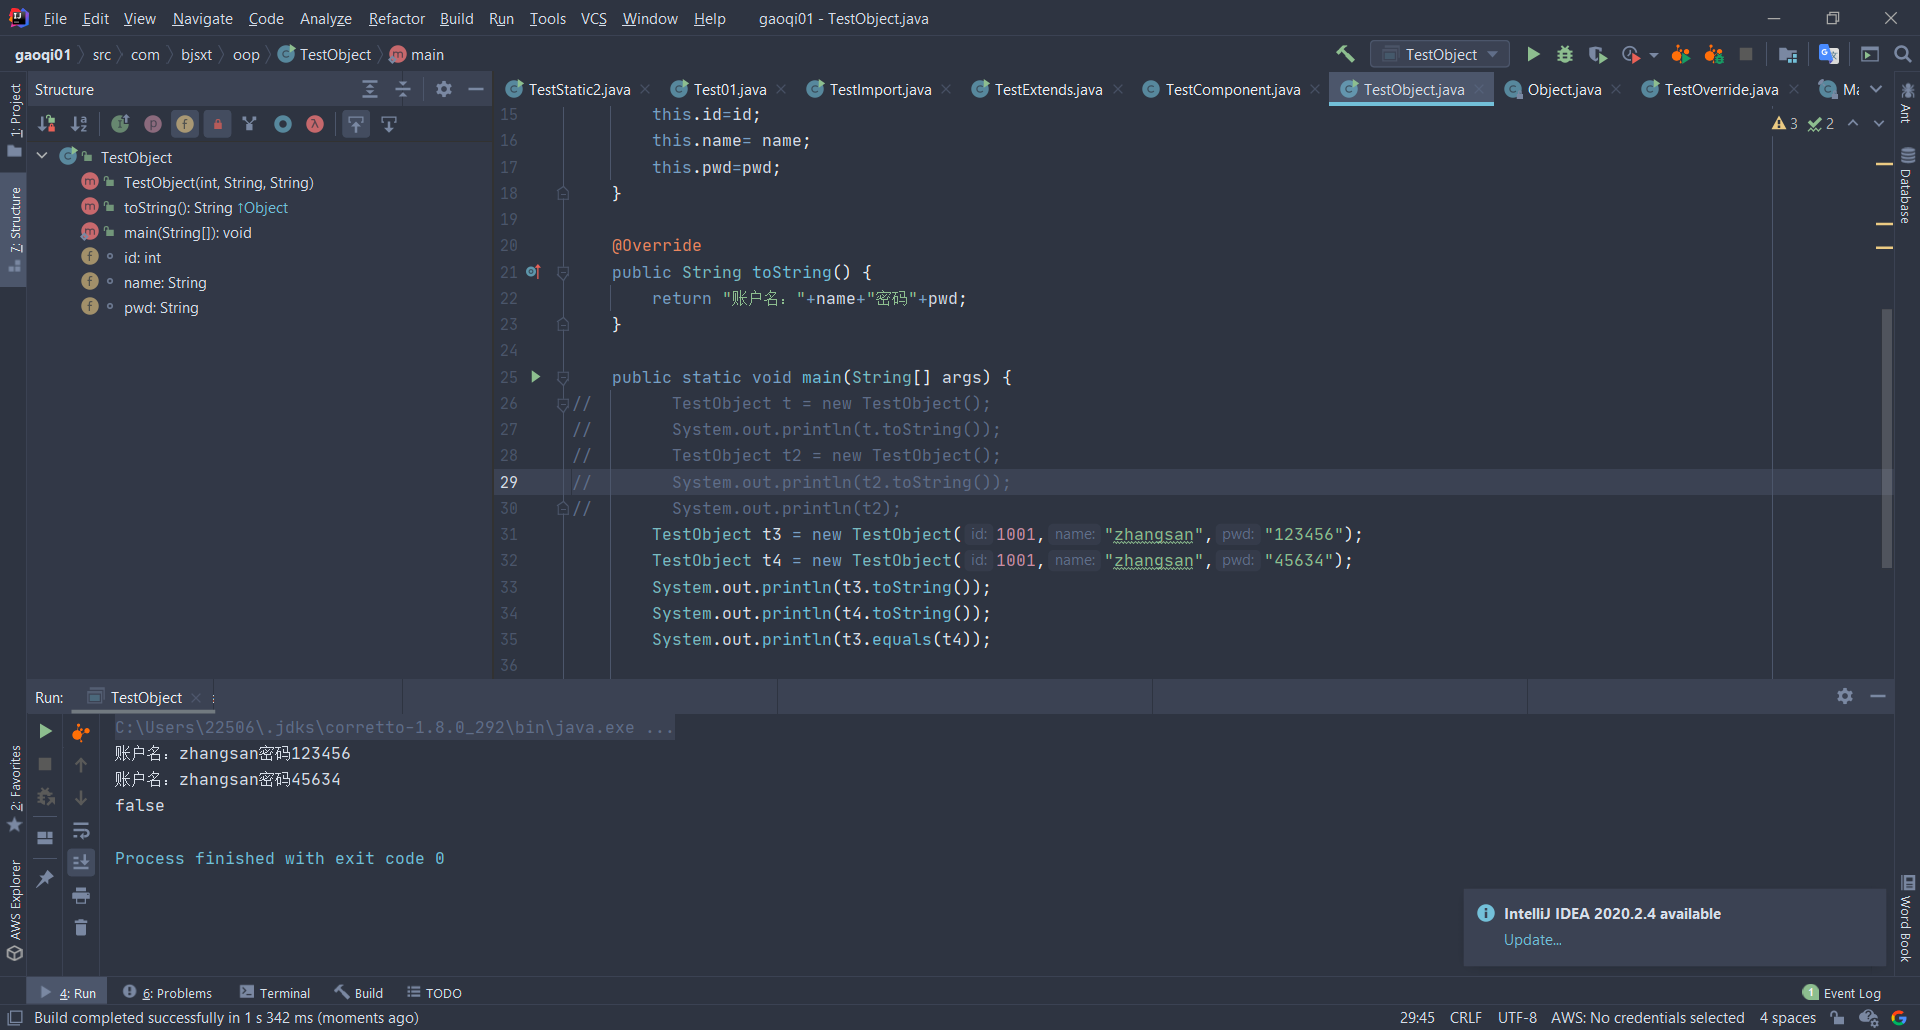 File Edit View Navigate Code Analyze Refactor Build Run Tools VCS Window Help gaoqi01 - TestObject.java
gaoqi01 src com bjsxt oop TestObject main TestObject
1: Project
7: Structure
2: Favorites
AWS Explorer
Structure
TestObject
TestObject(int, String, String)
toString(): String ↑Object
main(String[]): void
id: int
name: String
pwd: String
TestStatic2.java Test01.java TestImport.java TestExtends.java TestComponent.java TestObject.java Object.java TestOverride.java Ma
3 2
15 this.id=id;
16 this.name= name;
17 this.pwd=pwd;
18 }
19
20 @Override
21 public String toString() {
22 return "账户名："+name+"密码"+pwd;
23 }
24
25 public static void main(String[] args) {
26 // TestObject t = new TestObject();
27 // System.out.println(t.toString());
28 // TestObject t2 = new TestObject();
29 // System.out.println(t2.toString());
30 // System.out.println(t2);
31 TestObject t3 = new TestObject( id: 1001, name: "zhangsan", pwd: "123456");
32 TestObject t4 = new TestObject( id: 1001, name: "zhangsan", pwd: "45634");
33 System.out.println(t3.toString());
34 System.out.println(t4.toString());
35 System.out.println(t3.equals(t4));
36
Ant
Database
Word Book
Run: TestObject
C:\Users\22506\.jdks\corretto-1.8.0_292\bin\java.exe ...
账户名：zhangsan密码123456
账户名：zhangsan密码45634
false
Process finished with exit code 0
IntelliJ IDEA 2020.2.4 available
Update...
4: Run 6: Problems Terminal Build TODO 1 Event Log
Build completed successfully in 1 s 342 ms (moments ago) 29:45 CRLF UTF-8 AWS: No credentials selected 4 spaces